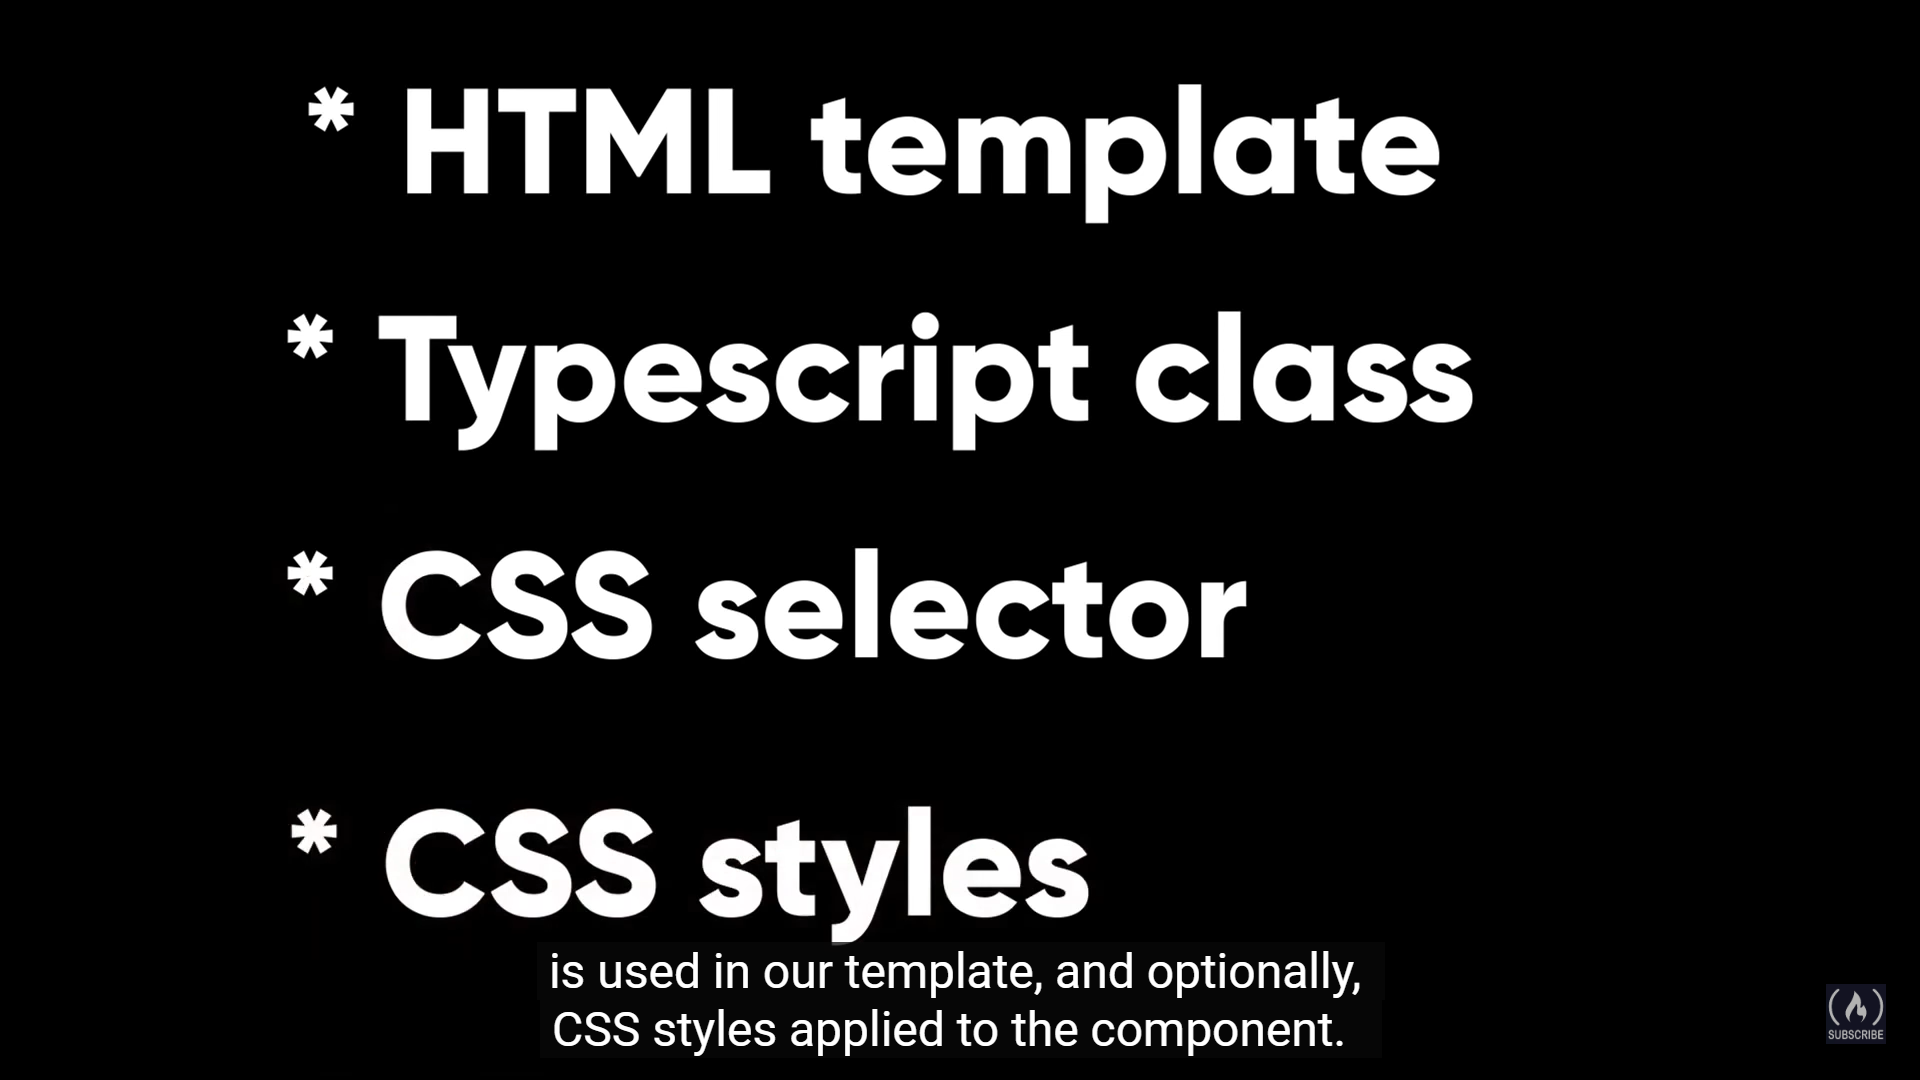 * HTML template
* Typescript class
* CSS selector
* CSS styles
is used in our template, and optionally,
CSS styles applied to the component.
SUBSCRIBE